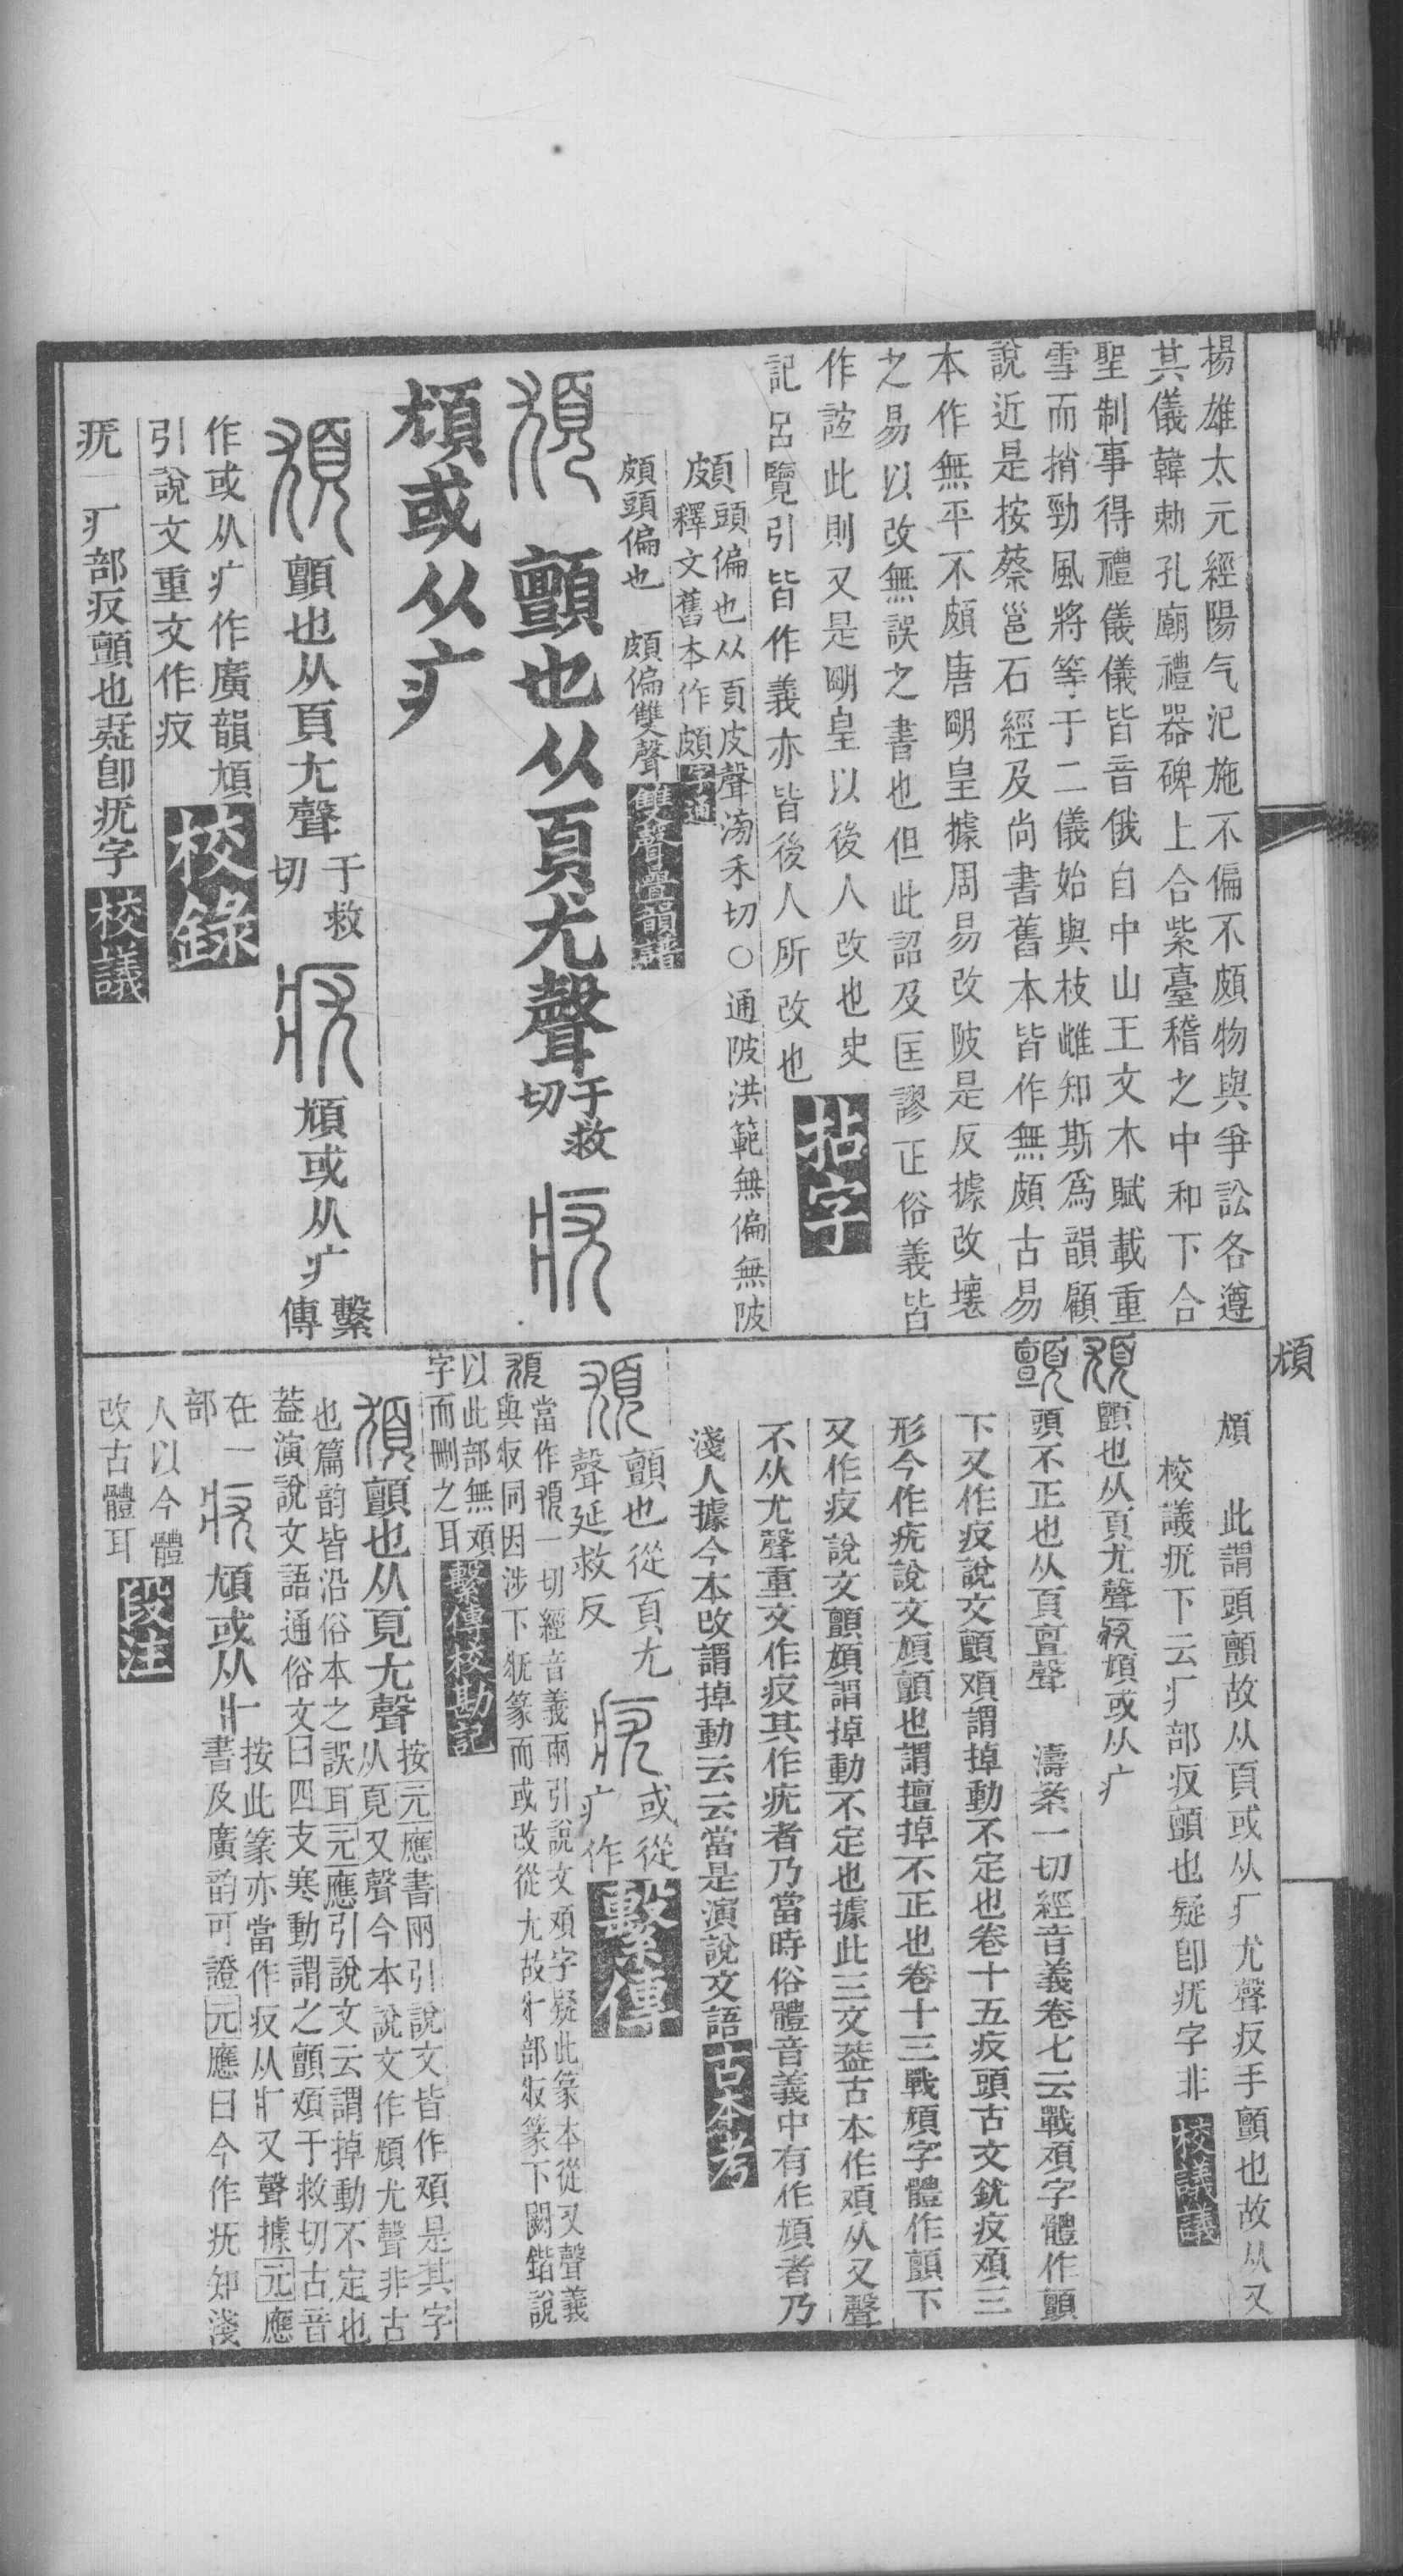 揚雄太元經陽气氾施不偏不頗物與爭訟各遵
其儀韓勅孔廟禮器碑上合紫臺稽之中和下合
聖制事得禮儀儀皆音俄自中山王文木賦載重
雪而捎勁風將等于二儀始與枝雌知斯爲韻顧
說近是按蔡邕石經及尚書舊本皆作無頗古易
本作無平不頗唐明皇據周易改陂是反據改壞
之易以改無誤之書也但此詔及匡謬正俗義皆
作誼此則又是明皇以後人改也史
記呂覽引皆作義亦皆後人所改也
拈字
頗頭偏也从頁皮聲滂禾切〇通陂洪範無偏無陂
釋文舊本作頗
字通
頗頭偏也 頗偏雙聲
雙聲疊韻譜
頄 顫也从頁尤聲于救切 疢
頄或从疒
頄 顫也从頁尤聲于救切 疢 頄或从疒繫傳
作或从疒作廣韻頄
引說文重文作疢
校錄
疣一疒部疢顫也疑卽疣字
校議
頄
頄 此謂頭顫故从頁或从疒尤聲疢手顫也故从又
校議疣下云疒部疢顫也疑卽疣字非
校議議
頄顫也从頁尤聲疢頄或从疒
顫頭不正也从頁亶聲 濤案一切經音義卷七云戰頄字體作顫
下又作疢說文顫頄謂掉動不定也卷十五疢頭古文鈂疢頄三
形今作疣說文頄顫也謂擅掉不正也卷十三戰頄字體作顫下
又作疢說文顫頄謂掉動不定也據此三文葢古本作頄从又聲
不从尤聲重文作疢其作疣者乃當時俗體音義中有作頄者乃
淺人據今本改謂掉動云云當是演說文語
古本考
頄顫也從頁尤聲延救反 疢或從疒作
繫傳
頄當作頄一切經音義兩引說文頄字疑此篆本從又聲義
與疢同因涉下疣篆而或改從尤故疒部疢篆下闕鍇說
以此部無頄
字而刪之耳
繫傳校勘記
頄顫也从頁尤聲按元應書兩引說文皆作頄是其字
从頁又聲今本說文作頄尤聲非古
也篇韵皆沿俗本之誤耳元應引說文云謂掉動不定也
葢演說文語通俗文曰四支寒動謂之顫頄于救切古音
在一部 疢頄或从疒按此篆亦當作疢从疒又聲據元應
書及廣韵可證元應曰今作疣知淺
人以今體
改古體耳
段注